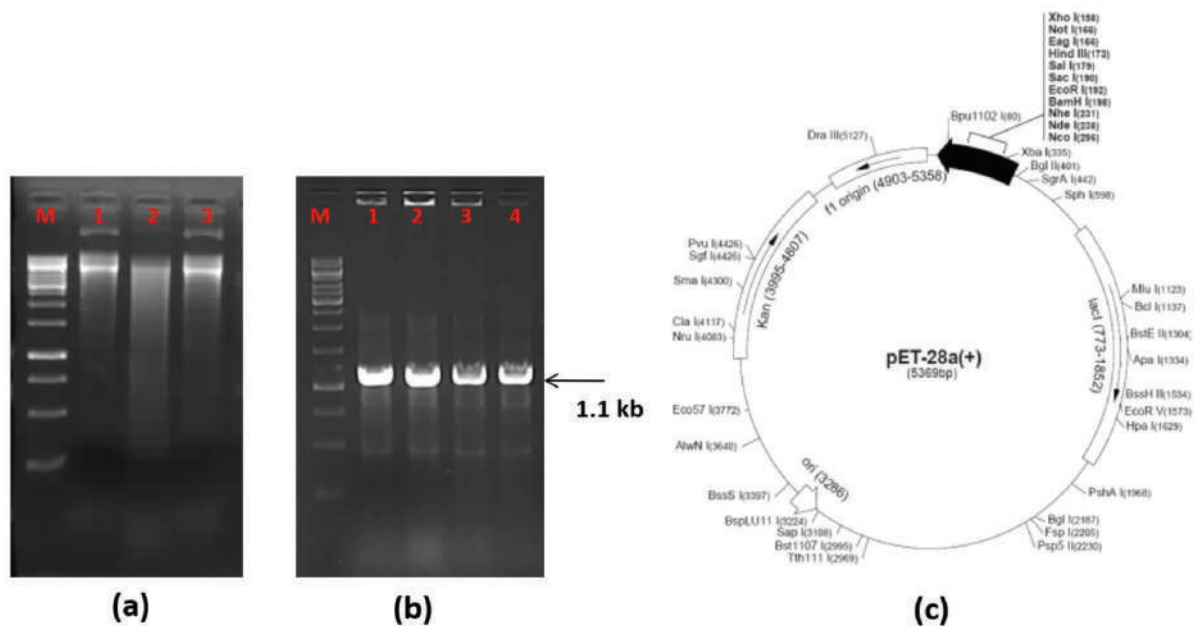 M 1 2 3
(a)
M 1 2 3 4
1.1 kb
(b)
Xho I(158)
Not I(166)
Eag I(166)
Hind III(173)
Sal I(179)
Sac I(190)
EcoR I(192)
BamH I(198)
Nhe I(231)
Nde I(238)
Nco I(296)
Bpu1102 I(80)
Dra III(5127)
Xba I(335)
Bgl II(401)
SgrA I(442)
Sph I(598)
f1 origin (4903-5358)
Pvu I(4426)
Sgf I(4426)
Sma I(4300)
Kan (3995-4807)
Cla I(4117)
Nru I(4083)
Mlu I(1123)
Bcl I(1137)
lacI (773-1852)
BstE II(1304)
Apa I(1334)
pET-28a(+)
(5369bp)
BssH II(1534)
EcoR V(1573)
Hpa I(1629)
Eco57 I(3772)
AlwN I(3640)
ori (3286)
BssS I(3397)
PshA I(1968)
BspLU11 I(3224)
Sap I(3108)
Bst1107 I(2995)
Tth111 I(2969)
Bgl I(2187)
Fsp I(2205)
Psp5 II(2230)
(c)